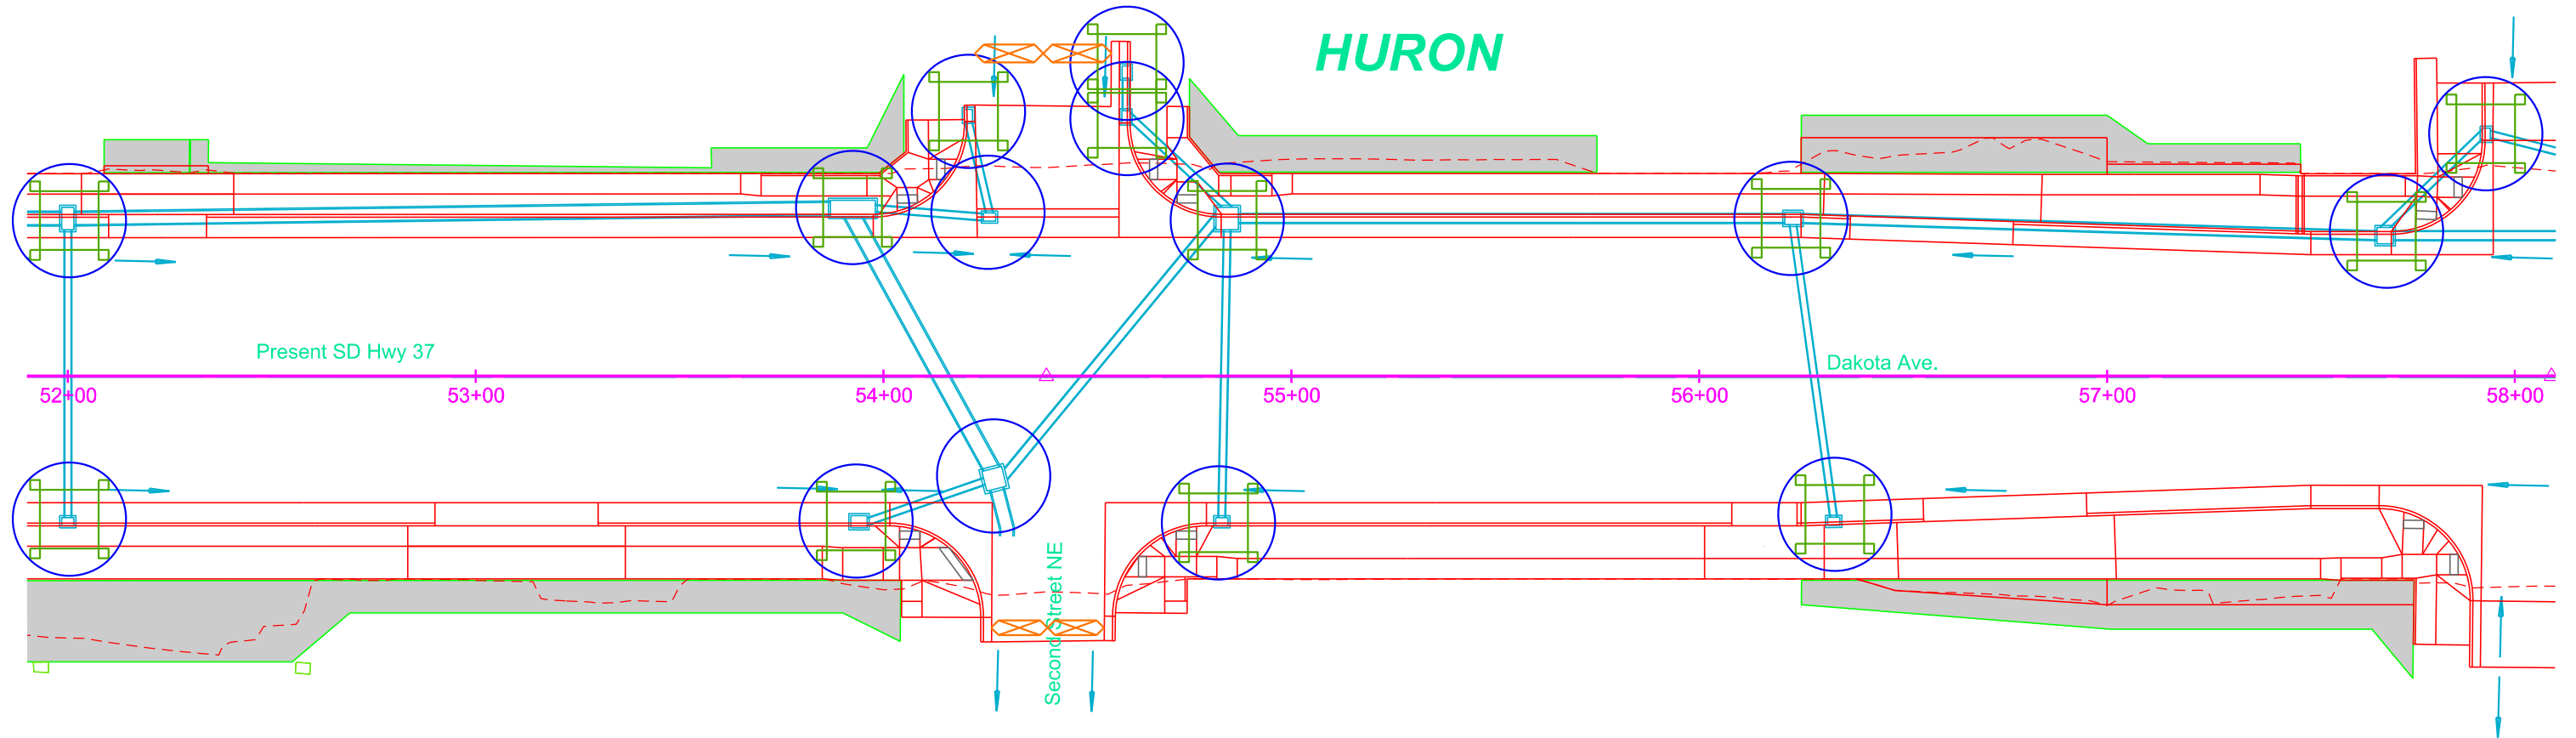 HURON
Present SD Hwy 37
Dakota Ave.
52+00
53+00
54+00
55+00
56+00
57+00
58+00
Second Street NE